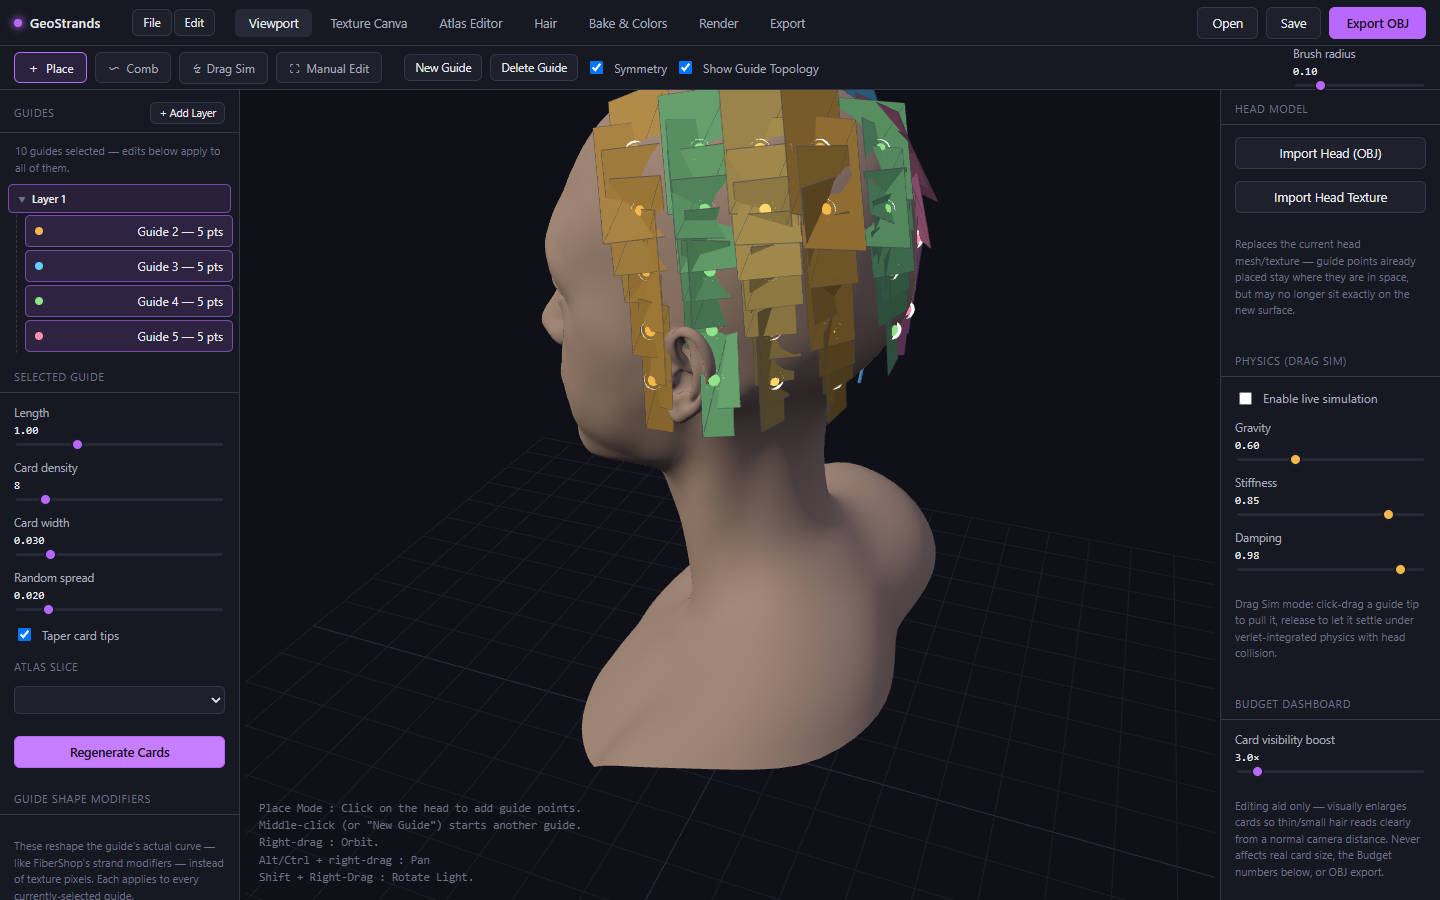 GeoStrands
File
Edit
Viewport
Texture Canva
Atlas Editor
Hair
Bake & Colors
Render
Export
Open
Save
Export OBJ
Place
Comb
Drag Sim
Manual Edit
New Guide
Delete Guide
Symmetry
Show Guide Topology
Brush radius
0.10
GUIDES
+ Add Layer
10 guides selected — edits below apply to
all of them.
Layer 1
Guide 2 — 5 pts
Guide 3 — 5 pts
Guide 4 — 5 pts
Guide 5 — 5 pts
SELECTED GUIDE
Length
1.00
Card density
8
Card width
0.030
Random spread
0.020
Taper card tips
ATLAS SLICE
Regenerate Cards
GUIDE SHAPE MODIFIERS
These reshape the guide's actual curve —
like FiberShop's strand modifiers — instead
of texture pixels. Each applies to every
currently-selected guide.
Place Mode : Click on the head to add guide points.
Middle-click (or "New Guide") starts another guide.
Right-drag : Orbit.
Alt/Ctrl + right-drag : Pan
Shift + Right-Drag : Rotate Light.
HEAD MODEL
Import Head (OBJ)
Import Head Texture
Replaces the current head
mesh/texture — guide points already
placed stay where they are in space,
but may no longer sit exactly on the
new surface.
PHYSICS (DRAG SIM)
Enable live simulation
Gravity
0.60
Stiffness
0.85
Damping
0.98
Drag Sim mode: click-drag a guide tip
to pull it, release to let it settle under
verlet-integrated physics with head
collision.
BUDGET DASHBOARD
Card visibility boost
3.0×
Editing aid only — visually enlarges
cards so thin/small hair reads clearly
from a normal camera distance. Never
affects real card size, the Budget
numbers below, or OBJ export.